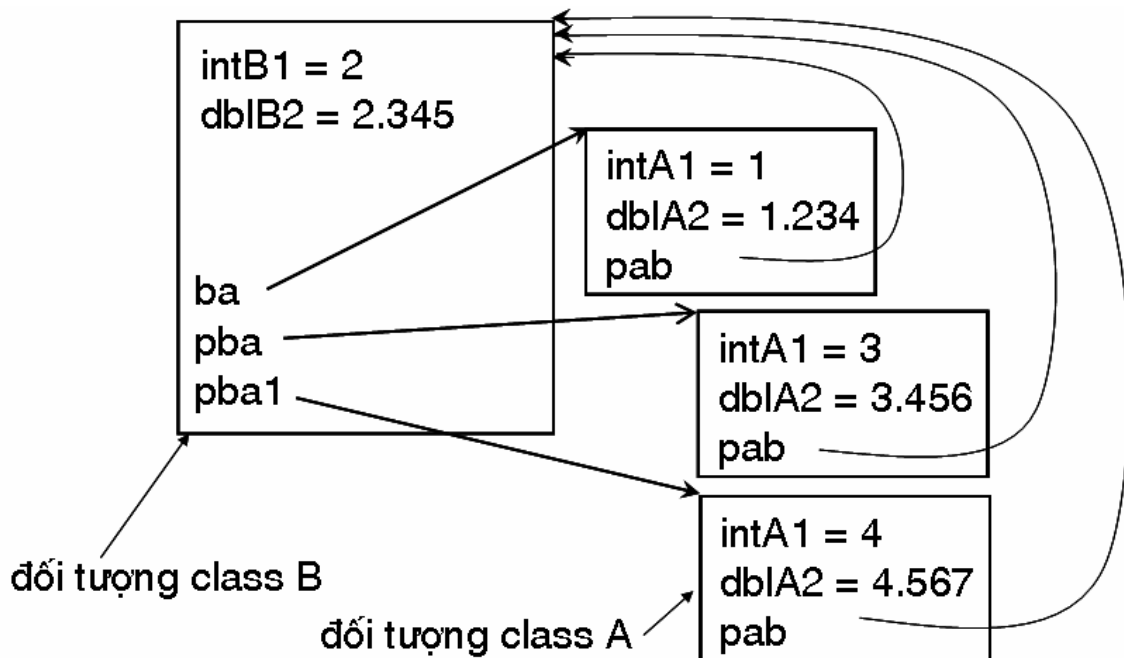 intB1 = 2
dblB2 = 2.345
ba
pba
pba1
intA1 = 1
dblA2 = 1.234
pab
intA1 = 3
dblA2 = 3.456
pab
intA1 = 4
dblA2 = 4.567
pab
đối tượng class B
đối tượng class A